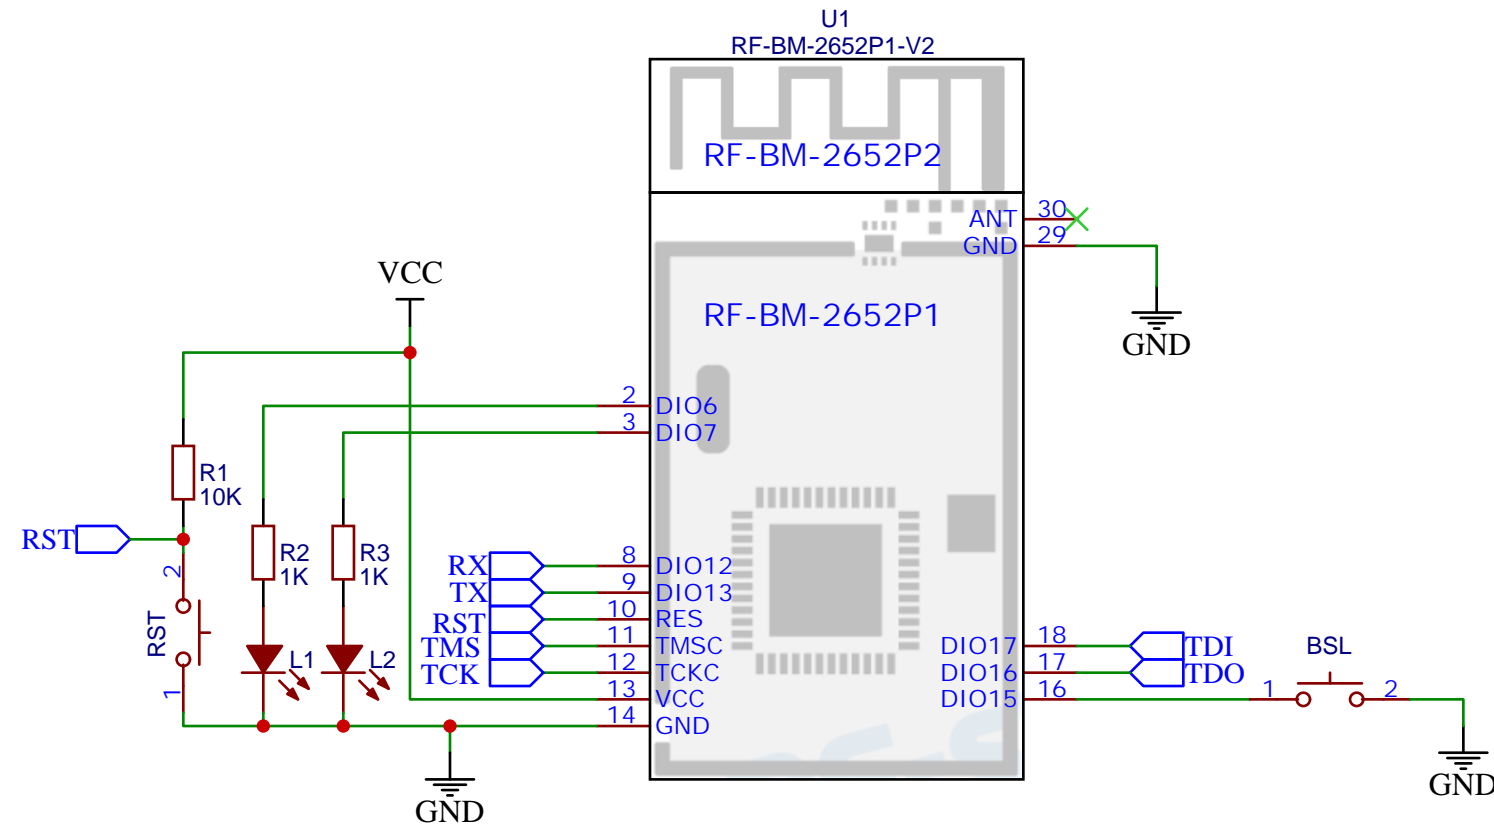 U1
RF-BM-2652P1-V2
RF-BM-2652P2
ANT 30
GND 29
GND
VCC
RF-BM-2652P1
2 DIO6
3 DIO7
R1
10K
RST
R2
1K
R3
1K
2
RST
1
L1
L2
RX 8 DIO12
TX 9 DIO13
RST 10 RES
TMS 11 TMSC
TCK 12 TCKC
13 VCC
14 GND
GND
DIO17 18 TDI
DIO16 17 TDO
DIO15 16
BSL
1 2
GND